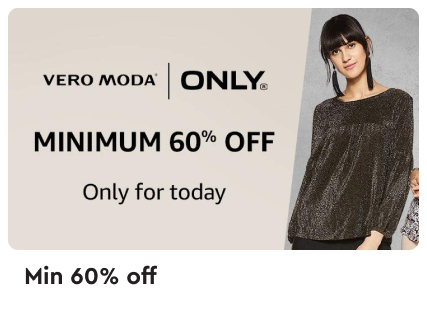 VERO MODA® | ONLY®
MINIMUM 60% OFF
Only for today
Min 60% off